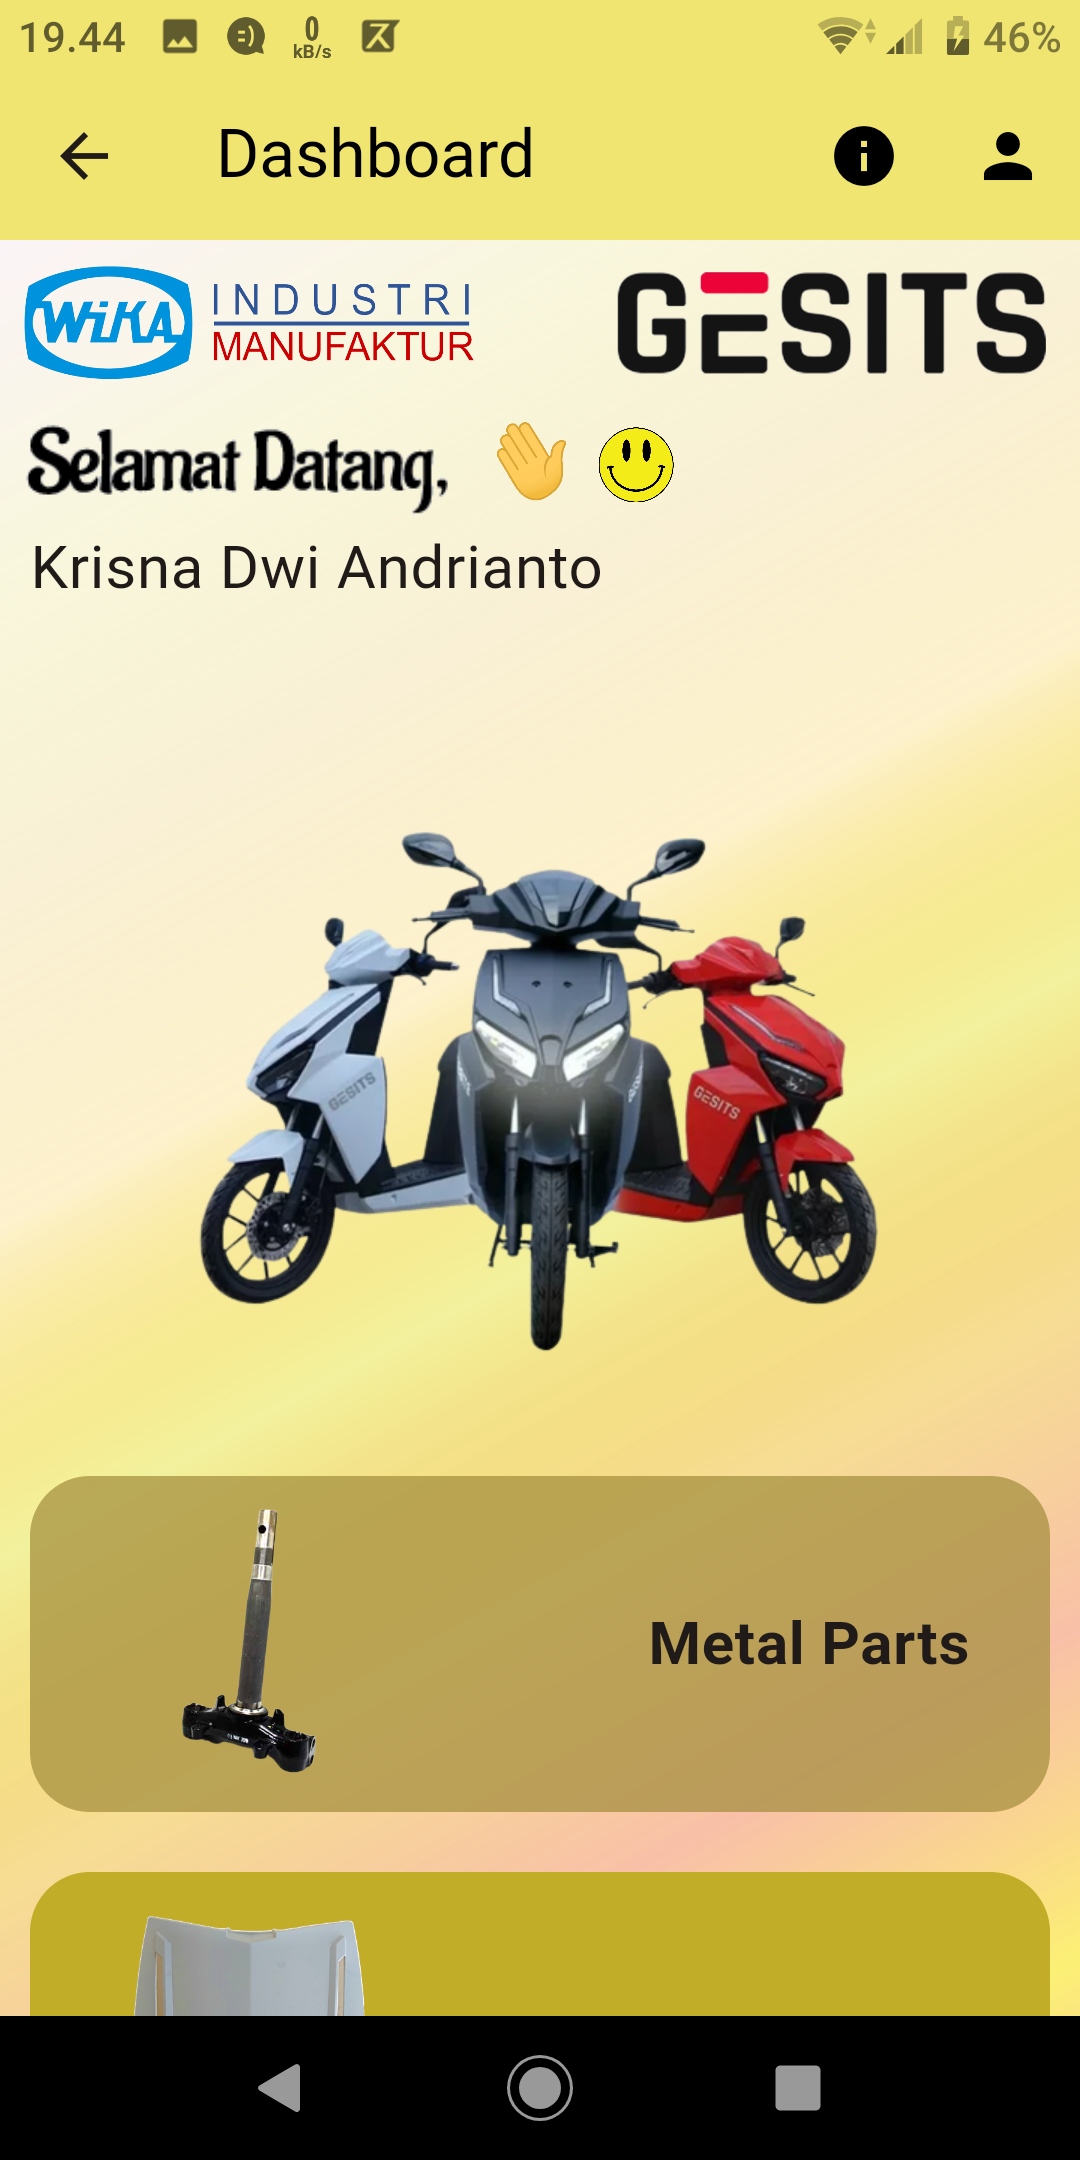 19.44
0
kB/s
46%
Dashboard
WiKA
INDUSTRI
MANUFAKTUR
GESITS
Selamat Datang,
Krisna Dwi Andrianto
GESITS
GESITS
Metal Parts